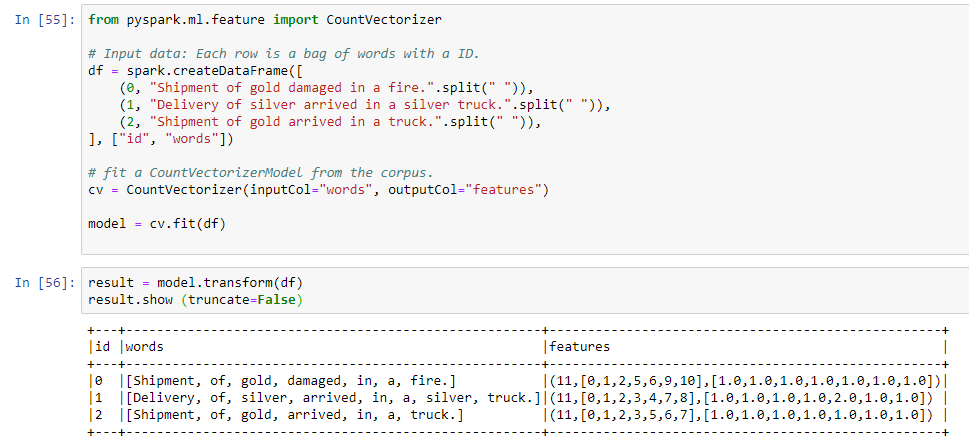 In [55]: from pyspark.ml.feature import CountVectorizer
# Input data: Each row is a bag of words with a ID.
df = spark.createDataFrame([
    (0, "Shipment of gold damaged in a fire.".split(" ")),
    (1, "Delivery of silver arrived in a silver truck.".split(" ")),
    (2, "Shipment of gold arrived in a truck.".split(" ")),
], ["id", "words"])
# fit a CountVectorizerModel from the corpus.
cv = CountVectorizer(inputCol="words", outputCol="features")
model = cv.fit(df)
In [56]: result = model.transform(df)
result.show (truncate=False)
+---+------------------------------------------------------+----------------------------------------------------+
|id |words                                                 |features                                            |
+---+------------------------------------------------------+----------------------------------------------------+
|0  |[Shipment, of, gold, damaged, in, a, fire.]           |(11,[0,1,2,5,6,9,10],[1.0,1.0,1.0,1.0,1.0,1.0,1.0])|
|1  |[Delivery, of, silver, arrived, in, a, silver, truck.]|(11,[0,1,2,3,4,7,8],[1.0,1.0,1.0,1.0,2.0,1.0,1.0]) |
|2  |[Shipment, of, gold, arrived, in, a, truck.]          |(11,[0,1,2,3,5,6,7],[1.0,1.0,1.0,1.0,1.0,1.0,1.0]) |
+---+------------------------------------------------------+----------------------------------------------------+